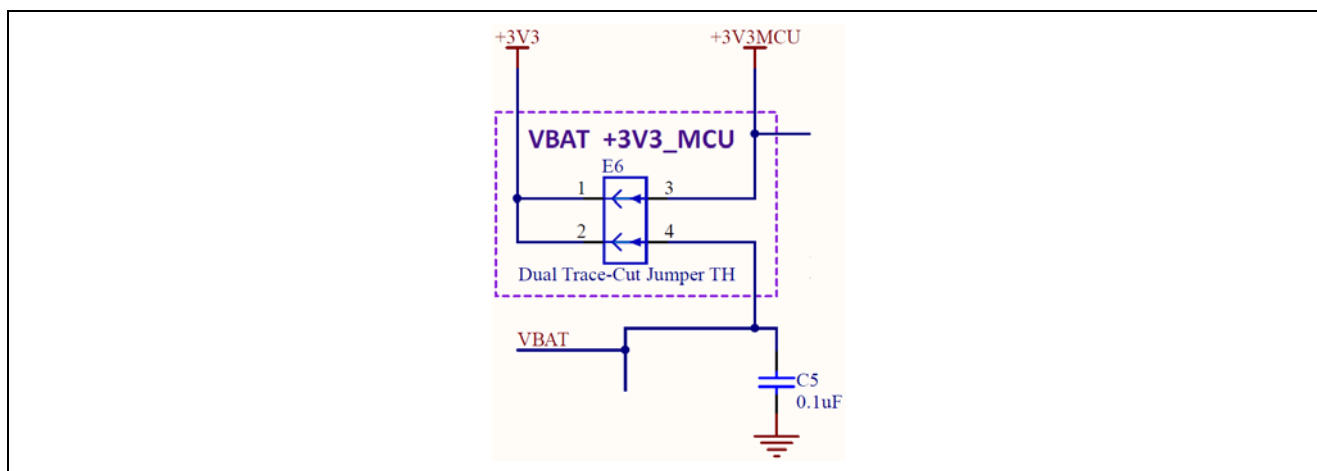 +3V3 +3V3MCU
VBAT +3V3_MCU
E6
1 3
2 4
Dual Trace-Cut Jumper TH
VBAT
C5
0.1uF